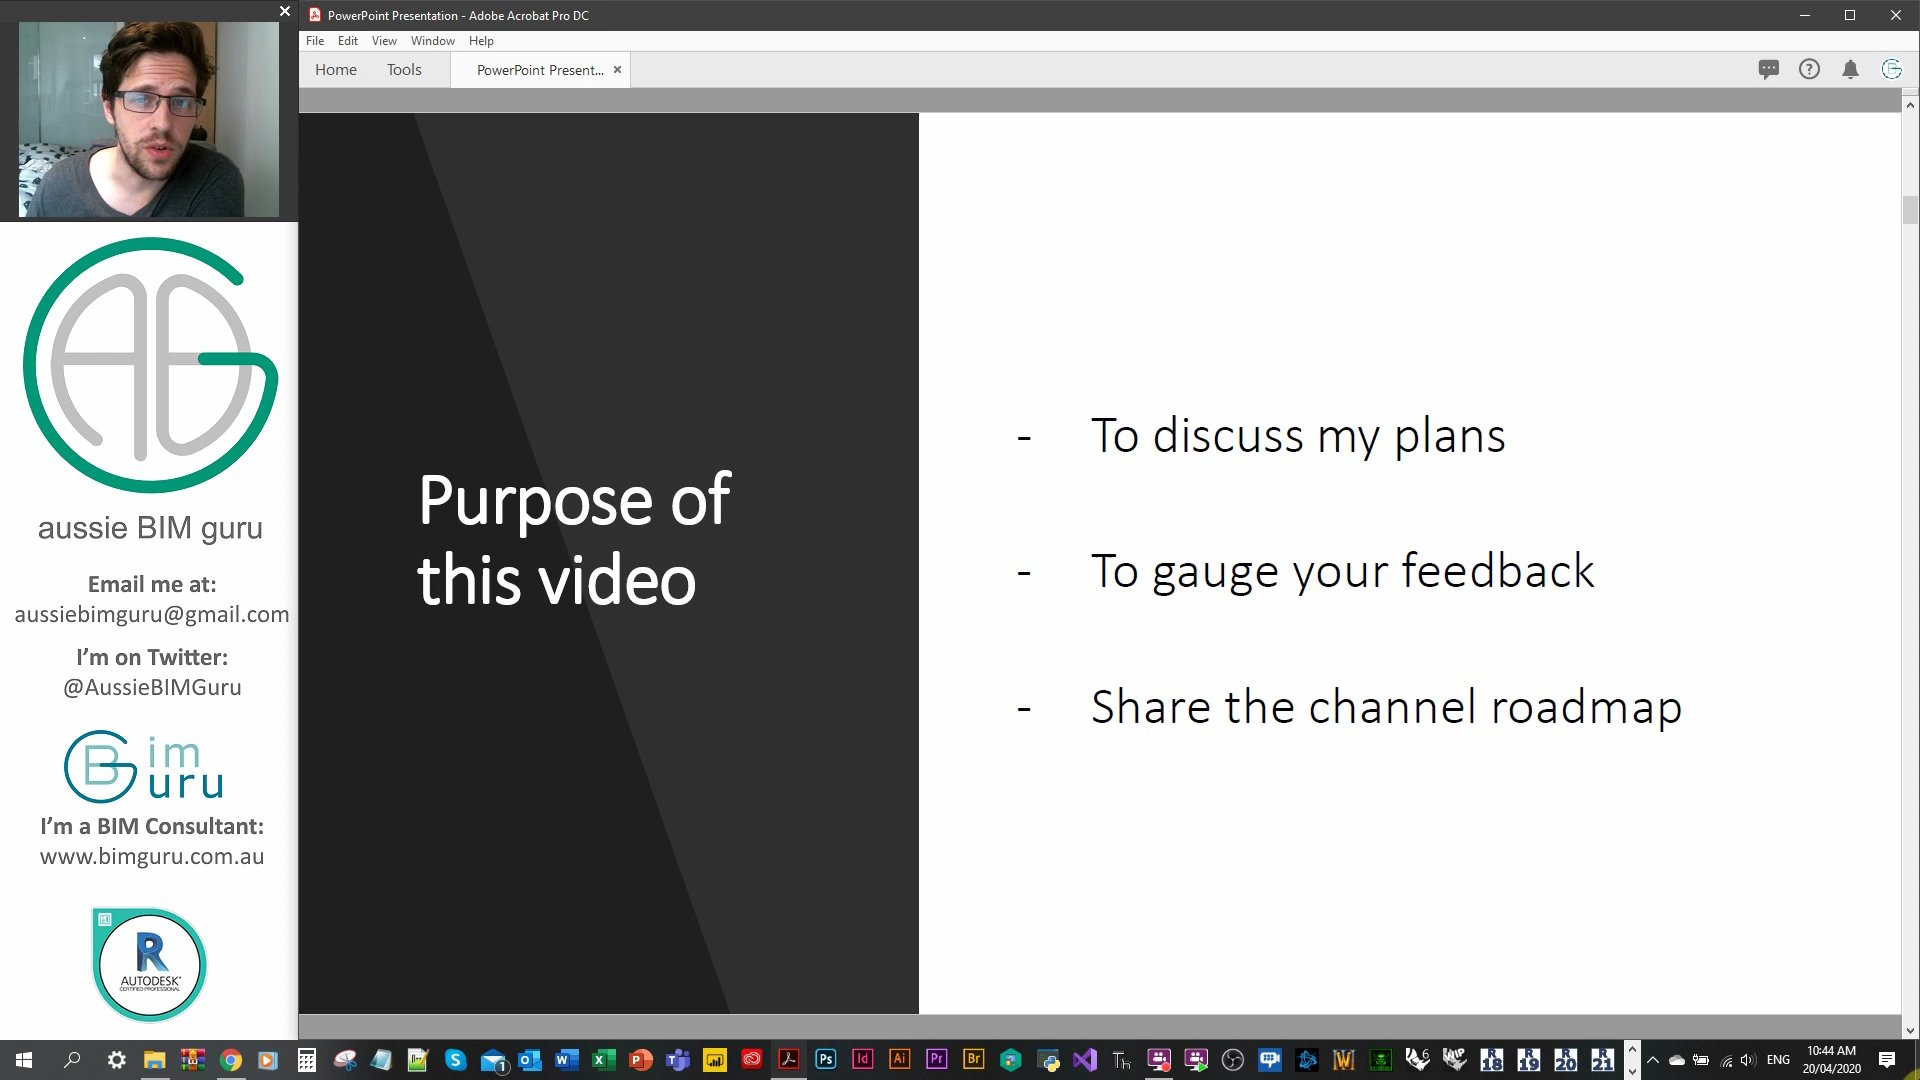 PowerPoint Presentation - Adobe Acrobat Pro DC
File Edit View Window Help
Home Tools PowerPoint Present...
aussie BIM guru
Email me at:
aussiebimguru@gmail.com
I'm on Twitter:
@AussieBIMGuru
Bim
Guru
I'm a BIM Consultant:
www.bimguru.com.au
R
AUTODESK
CERTIFIED PROFESSIONAL
Purpose of
this video
- To discuss my plans
- To gauge your feedback
- Share the channel roadmap
ENG
10:44 AM
20/04/2020